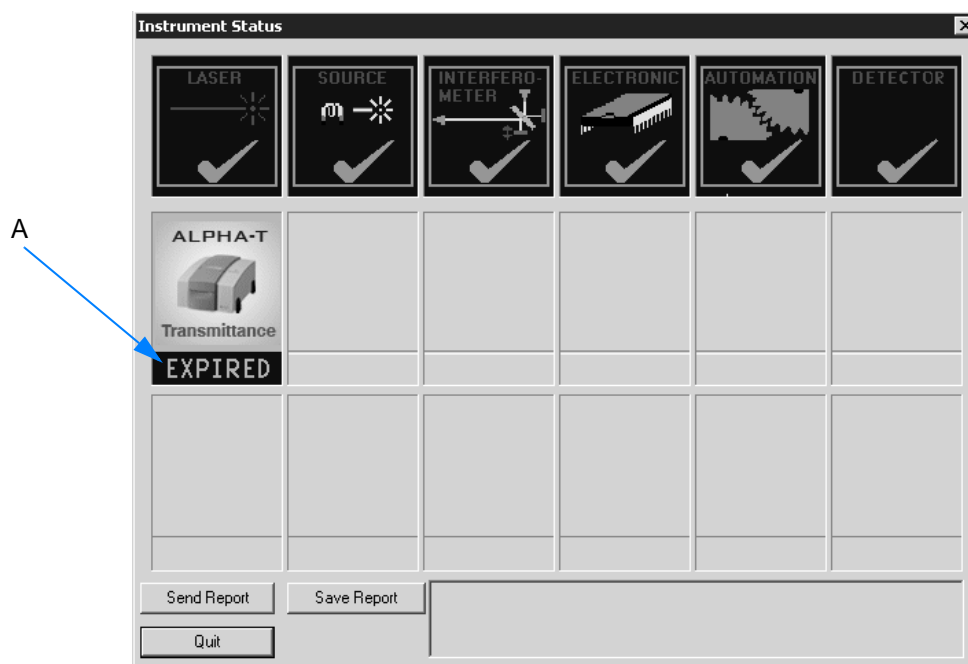 Instrument Status
LASER
SOURCE
INTERFERO-
METER
ELECTRONIC
AUTOMATION
DETECTOR
A
ALPHA-T
Transmittance
EXPIRED
Send Report
Save Report
Quit